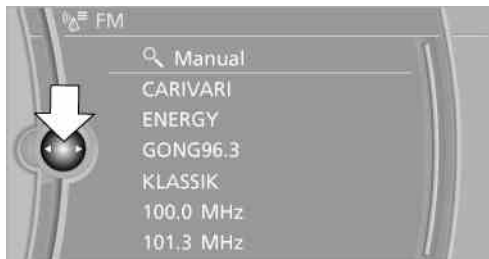 FM
Manual
CARIVARI
ENERGY
GONG96.3
KLASSIK
100.0 MHz
101.3 MHz